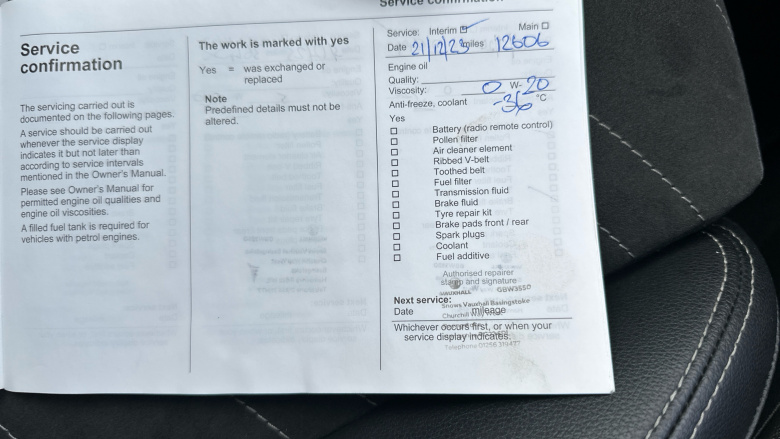 Service confirmation
Service
confirmation
The servicing carried out is
documented on the following pages.
A service should be carried out
whenever the service display
indicates it but not later than
according to service intervals
mentioned in the Owner's Manual.
Please see Owner's Manual for
permitted engine oil qualities and
engine oil viscosities.
A filled fuel tank is required for
vehicles with petrol engines.
The work is marked with yes
Yes = was exchanged or
replaced
Note
Predefined details must not be
altered.
Service: Interim ☑ Main ☐
Date 21/12/23 miles 12606
Engine oil
Quality:
Viscosity: 0 W- 20
Anti-freeze, coolant -36 °C
Yes
☐ Battery (radio remote control)
☐ Pollen filter
☐ Air cleaner element
☐ Ribbed V-belt
☐ Toothed belt
☐ Fuel filter
☐ Transmission fluid
☐ Brake fluid
☐ Tyre repair kit
☐ Brake pads front / rear
☐ Spark plugs
☐ Coolant
☐ Fuel additive
Authorised repairer
stamp and signature
VAUXHALL GBW3550
Next service:
Snows Vauxhall Basingstoke
Date mileage
Churchill Way
Whichever occurs first, or when your
service display indicates.
Telephone 01256 319477